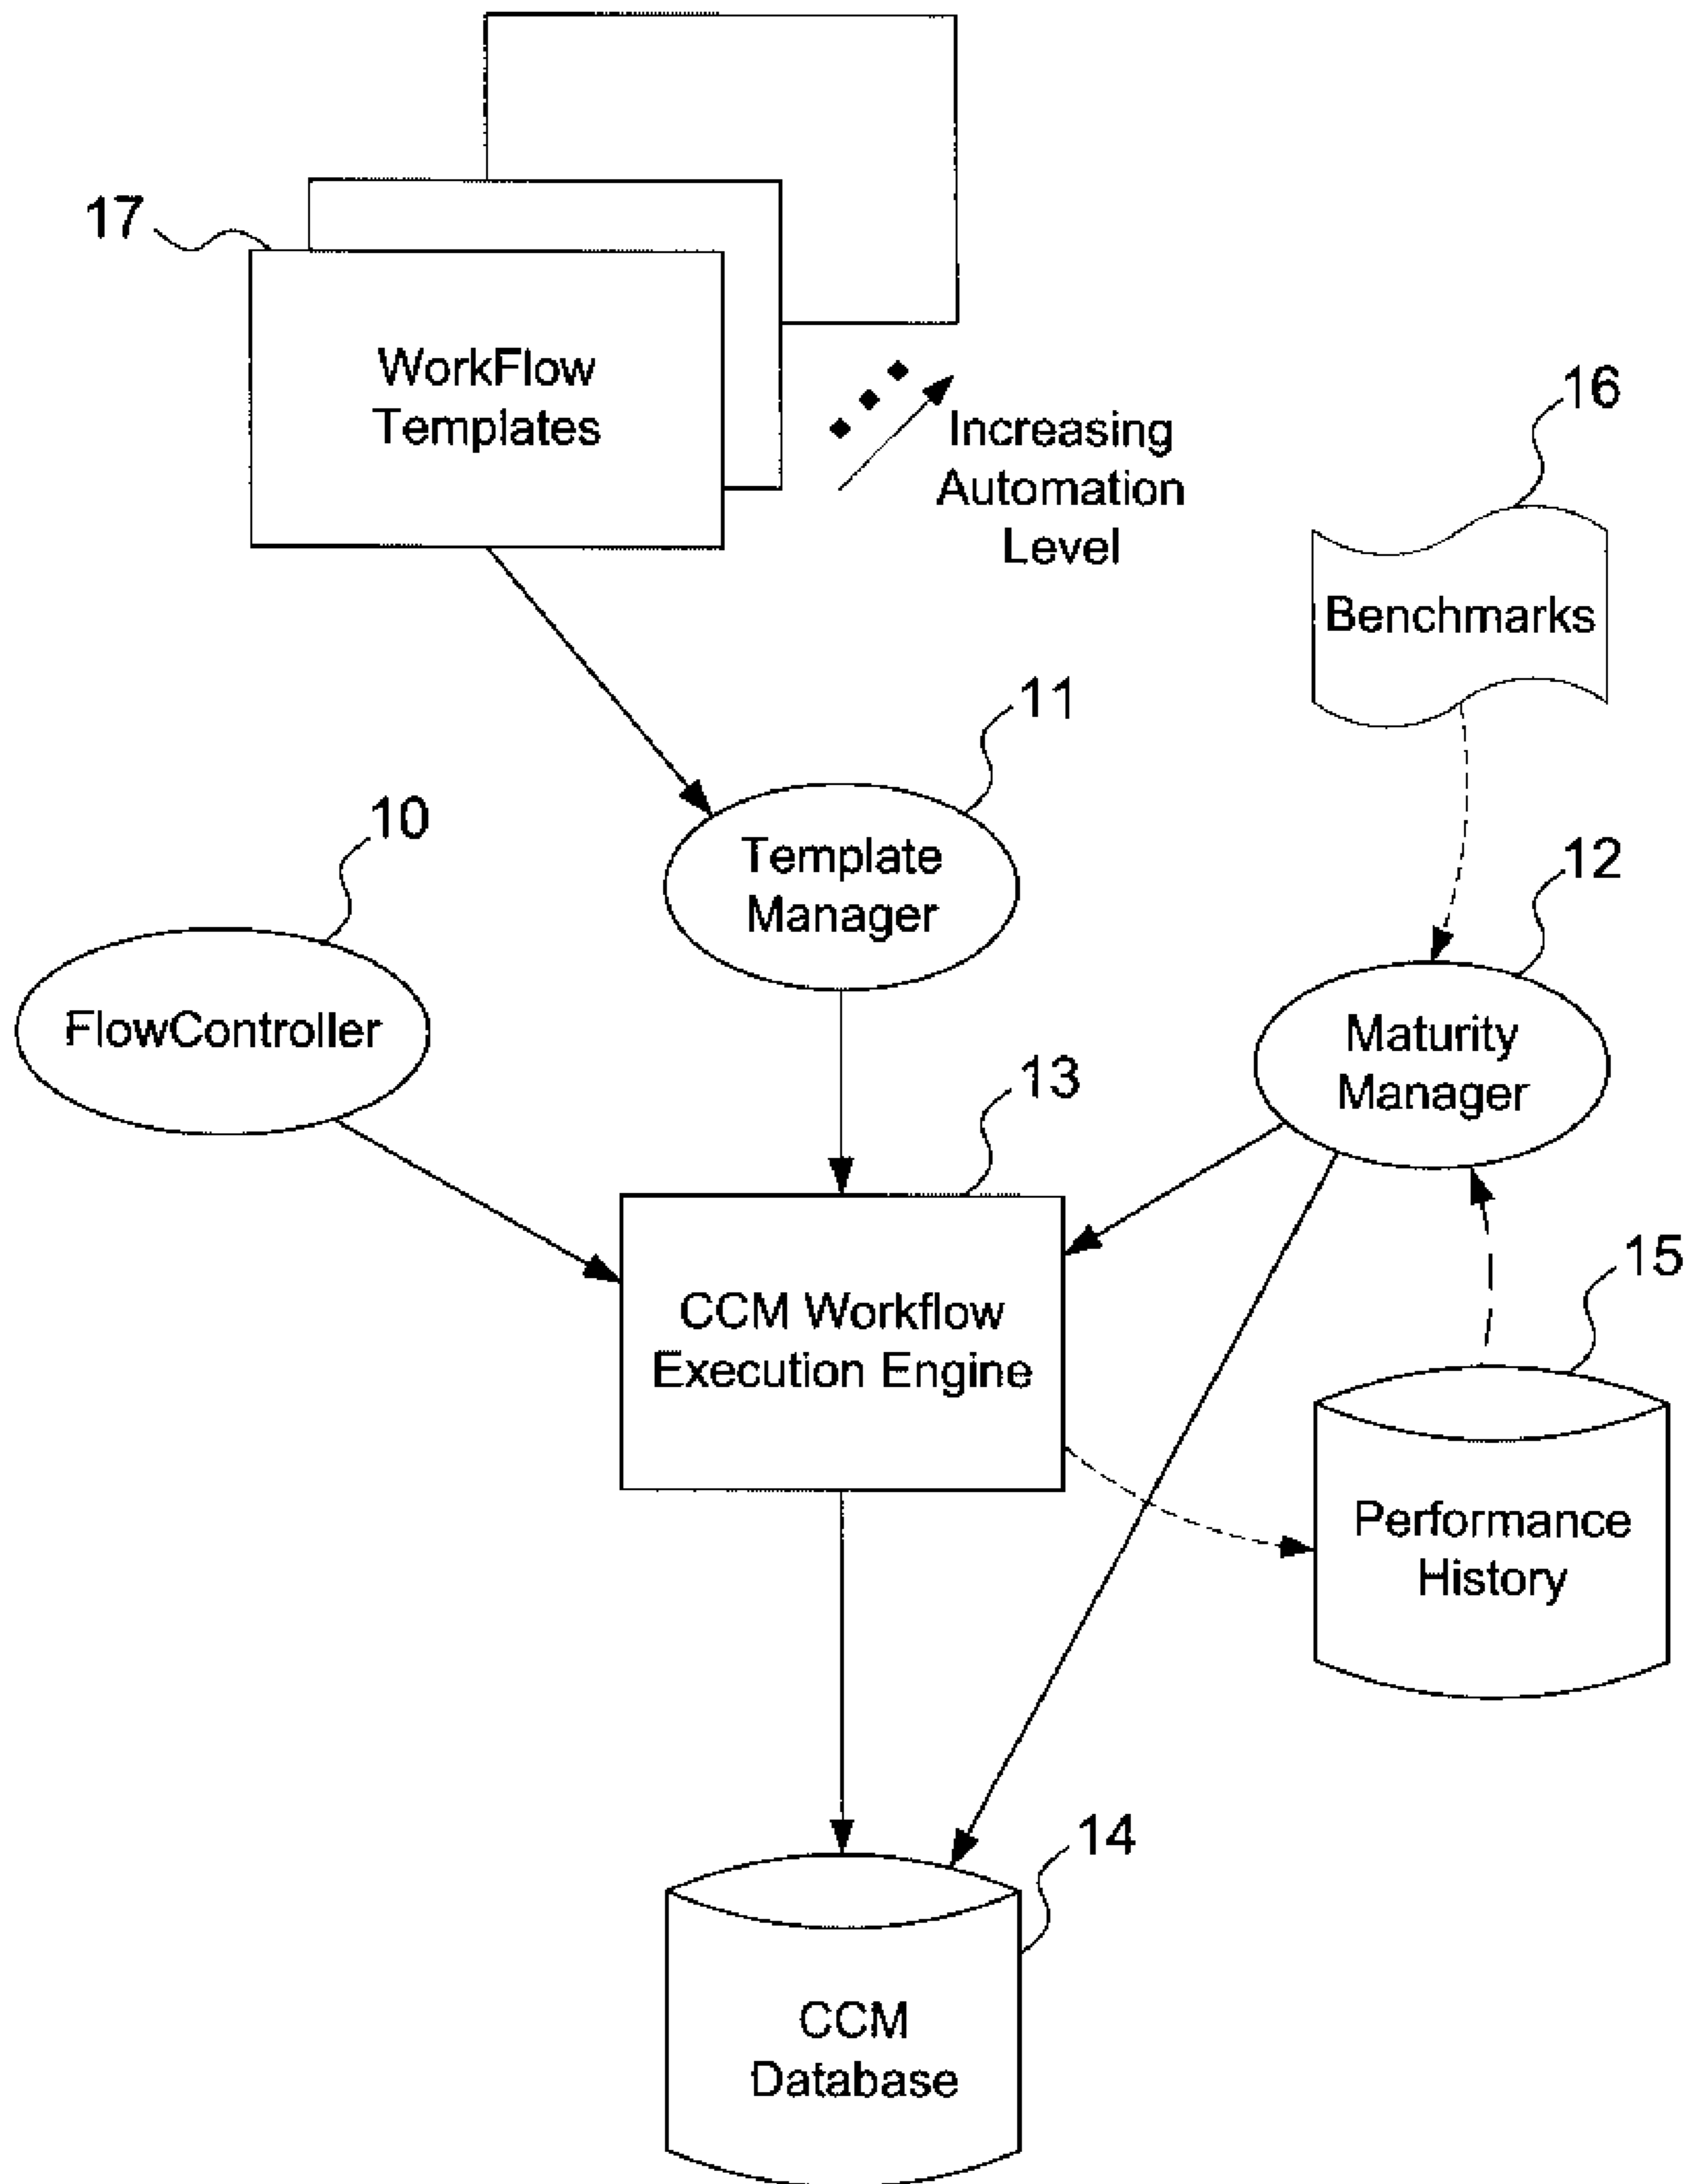 17
WorkFlow
Templates
Increasing
Automation
Level
16
Benchmarks
11
Template
Manager
10
FlowController
12
Maturity
Manager
13
CCM Workflow
Execution Engine
15
Performance
History
14
CCM
Database